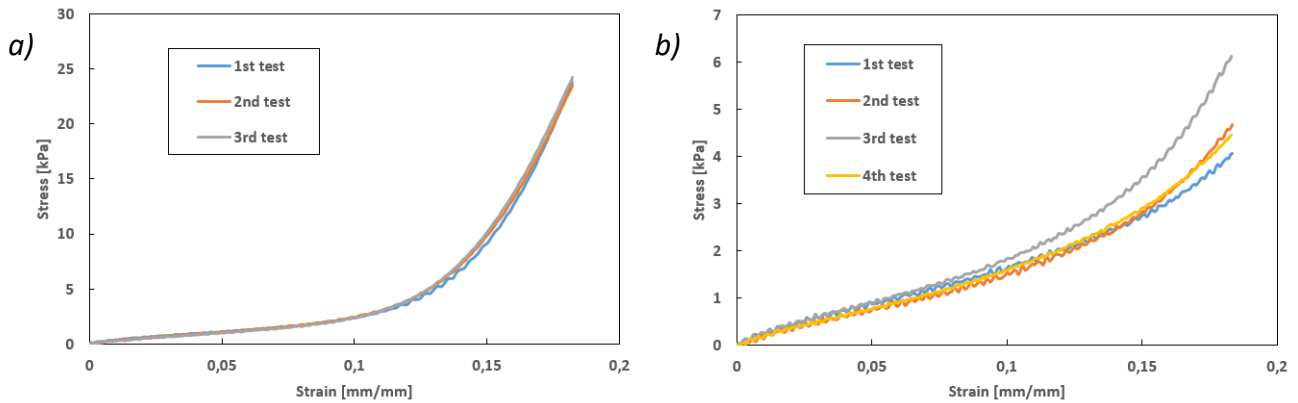 a)
30
25
20
15
10
5
0
Stress [kPa]
1st test
2nd test
3rd test
0 0,05 0,1 0,15 0,2
Strain [mm/mm]
b)
7
6
5
4
3
2
1
0
Stress [kPa]
1st test
2nd test
3rd test
4th test
0 0,05 0,1 0,15 0,2
Strain [mm/mm]